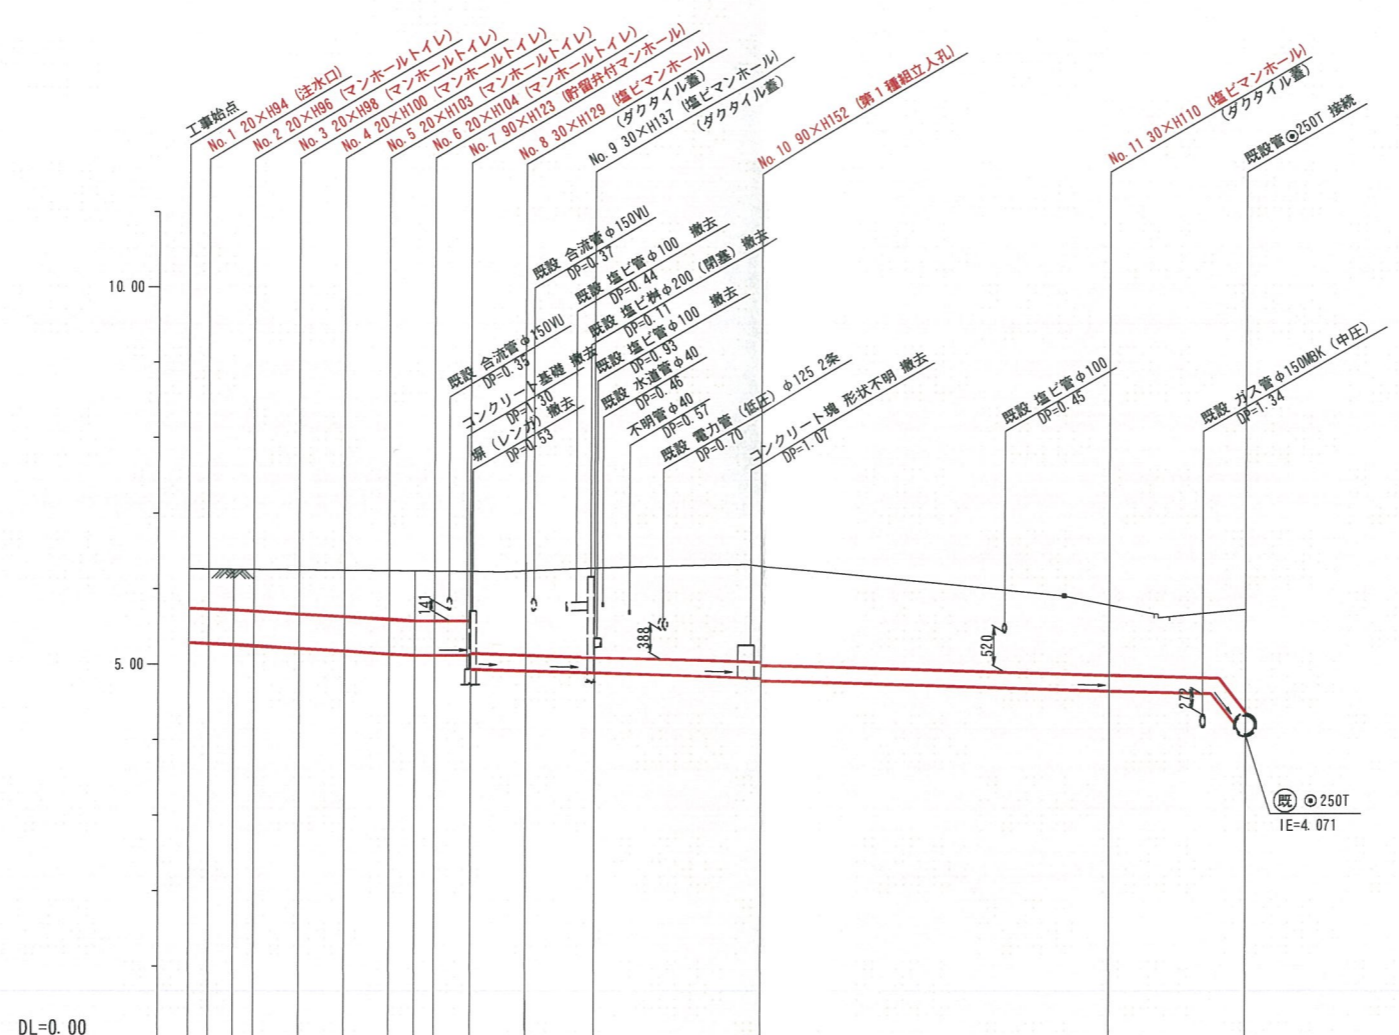 工事始点
No. 1 20×H94 (注水口)
No. 2 20×H96 (マンホールトイレ)
No. 3 20×H98 (マンホールトイレ)
No. 4 20×H100 (マンホールトイレ)
No. 5 20×H103 (マンホールトイレ)
No. 6 20×H104 (マンホールトイレ)
No. 7 90×H123 (貯留弁付マンホール)
No. 8 30×H129 (塩ビマンホール)
(ダクタイル蓋)
No. 9 30×H137 (塩ビマンホール)
(ダクタイル蓋)
No. 10 90×H152 (第1種組立人孔)
No. 11 30×H110 (塩ビマンホール)
(ダクタイル蓋)
既設管250T 接続
既設 合流管φ150VU
DP=0.37
既設 塩ビ管φ100 撤去
DP=0.44
既設 塩ビ桝φ200 (閉塞) 撤去
DP=0.11
既設 塩ビ管φ100 撤去
DP=0.93
既設 水道管φ40
DP=0.46
不明管φ40
DP=0.57
既設 電力管 (低圧) φ125 2条
DP=0.70
コンクリート塊 形状不明 撤去
DP=1.07
既設 合流管φ150VU
DP=0.35
コンクリート基礎 撤去
DP=1.30
塀 (レンガ) 撤去
DP=0.53
既設 塩ビ管φ100
DP=0.45
既設 ガス管φ150MBK (中圧)
DP=1.34
10.00
5.00
141
388
520
272
既 250T
IE=4.071
DL=0.00